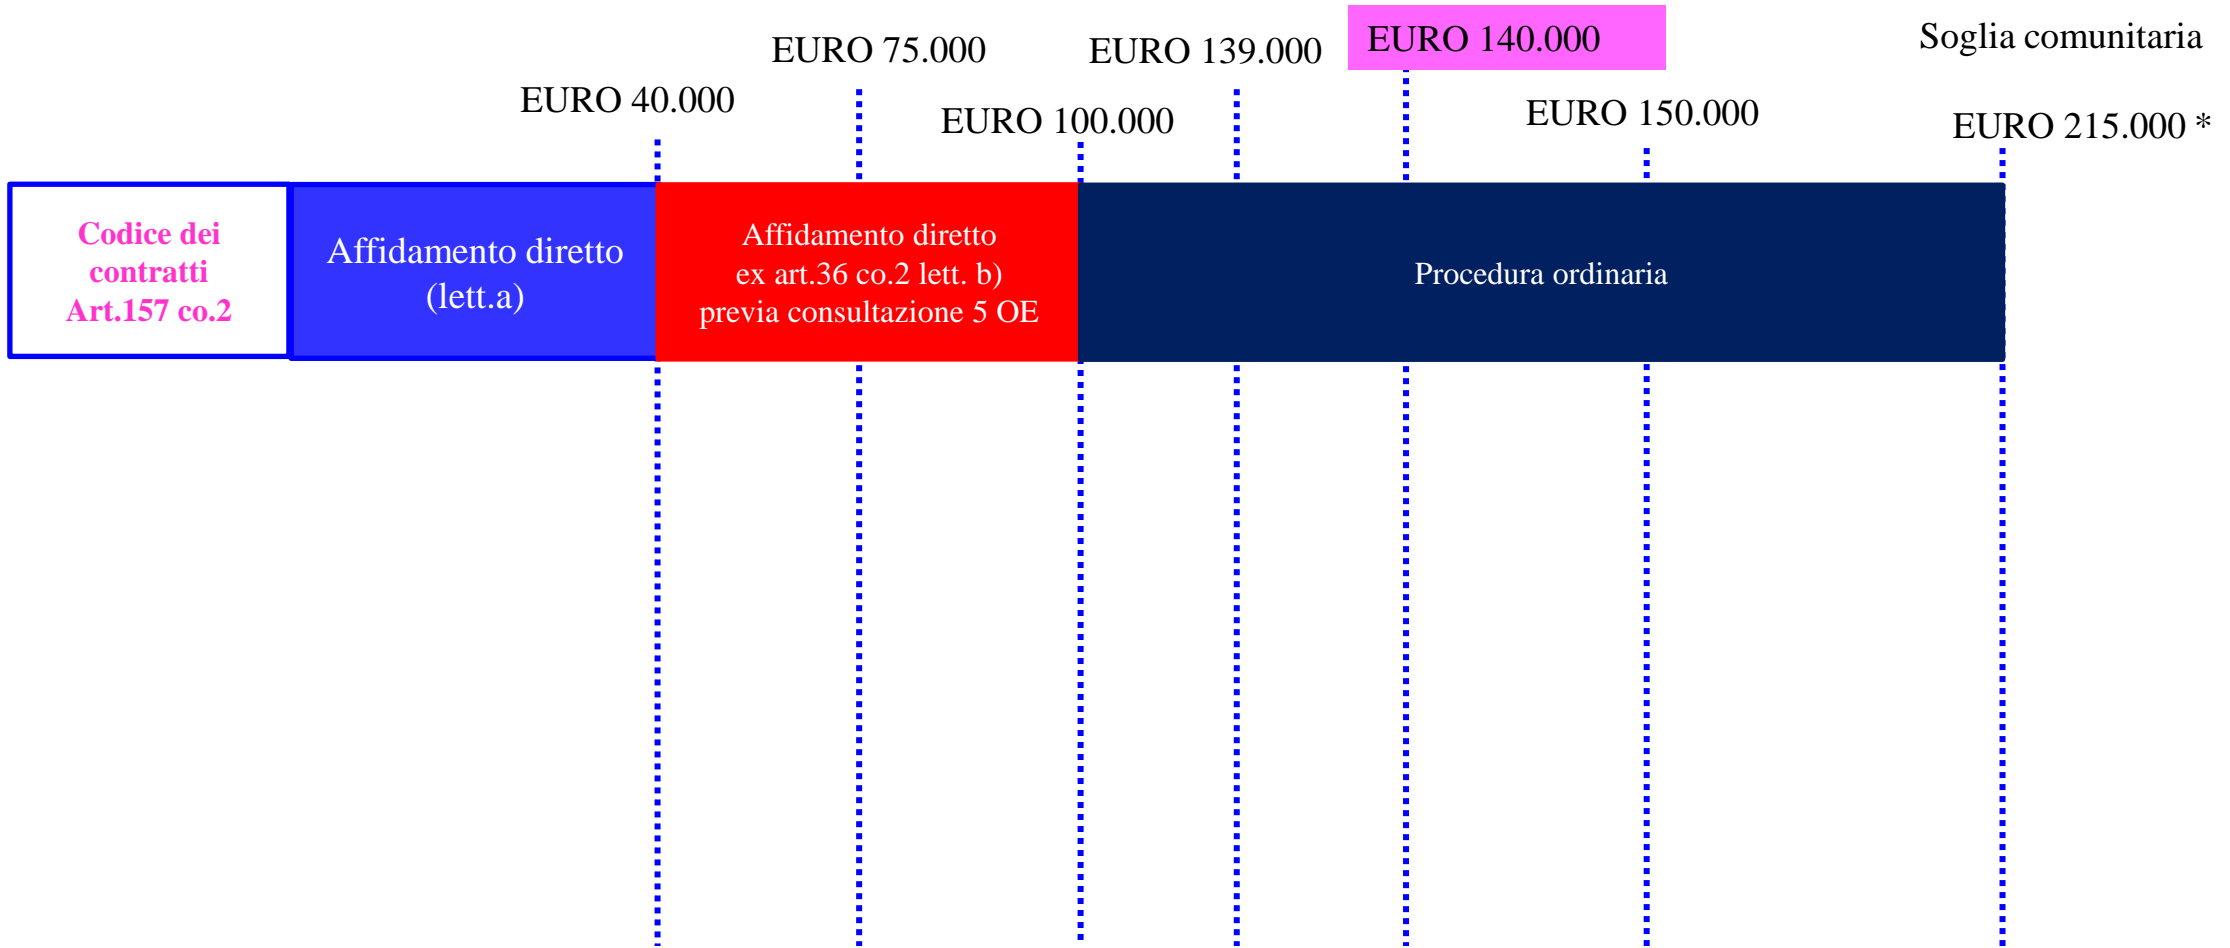 EURO 40.000
EURO 75.000
EURO 100.000
EURO 139.000
EURO 140.000
EURO 150.000
Soglia comunitaria
EURO 215.000 *
Codice dei
contratti
Art.157 co.2
Affidamento diretto
(lett.a)
Affidamento diretto
ex art.36 co.2 lett. b)
previa consultazione 5 OE
Procedura ordinaria